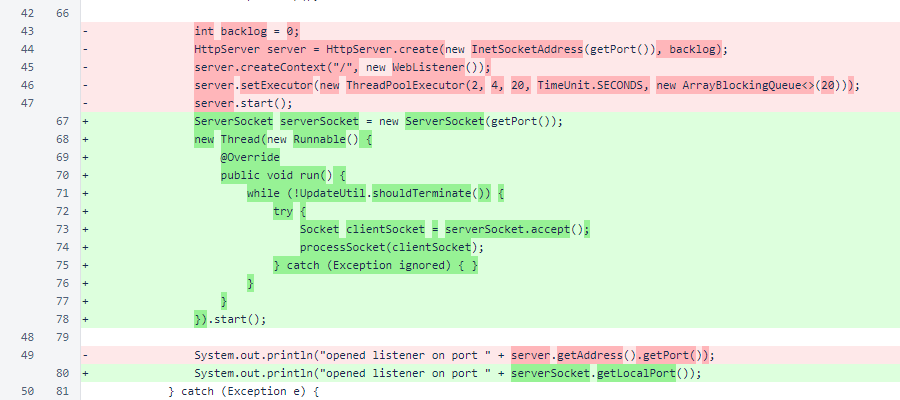 42 66
43 - int backlog = 0;
44 - HttpServer server = HttpServer.create(new InetSocketAddress(getPort()), backlog);
45 - server.createContext("/", new WebListener());
46 - server.setExecutor(new ThreadPoolExecutor(2, 4, 20, TimeUnit.SECONDS, new ArrayBlockingQueue<>(20)));
47 - server.start();
67 + ServerSocket serverSocket = new ServerSocket(getPort());
68 + new Thread(new Runnable() {
69 + @Override
70 + public void run() {
71 + while (!UpdateUtil.shouldTerminate()) {
72 + try {
73 + Socket clientSocket = serverSocket.accept();
74 + processSocket(clientSocket);
75 + } catch (Exception ignored) { }
76 + }
77 + }
78 + }).start();
48 79
49 - System.out.println("opened listener on port " + server.getAddress().getPort());
80 + System.out.println("opened listener on port " + serverSocket.getLocalPort());
50 81 } catch (Exception e) {